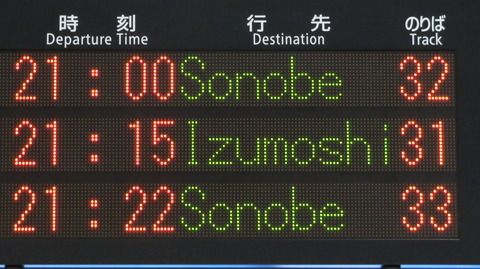 時刻 行先 のりば
Departure Time Destination Track
21:00 Sonobe 32
21:15 Izumoshi 31
21:22 Sonobe 33